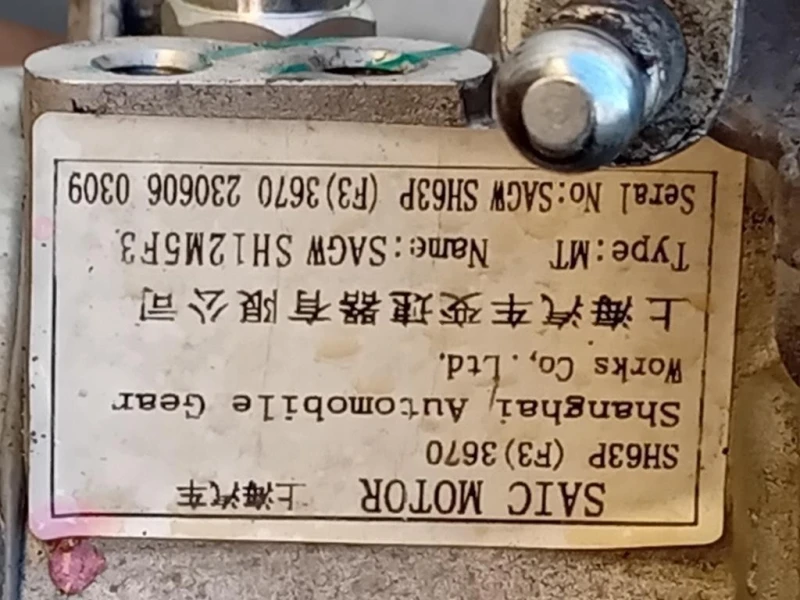 SAIC MOTOR 上海汽车
SH63P (F3) 3670
Shanghai Automobile Gear
Works Co,.Ltd.
上海汽车变速器有限公司
Type:MT Name:SAGW SH12M5F3
Seral No:SAGW SH63P (F3) 3670 230606 0309